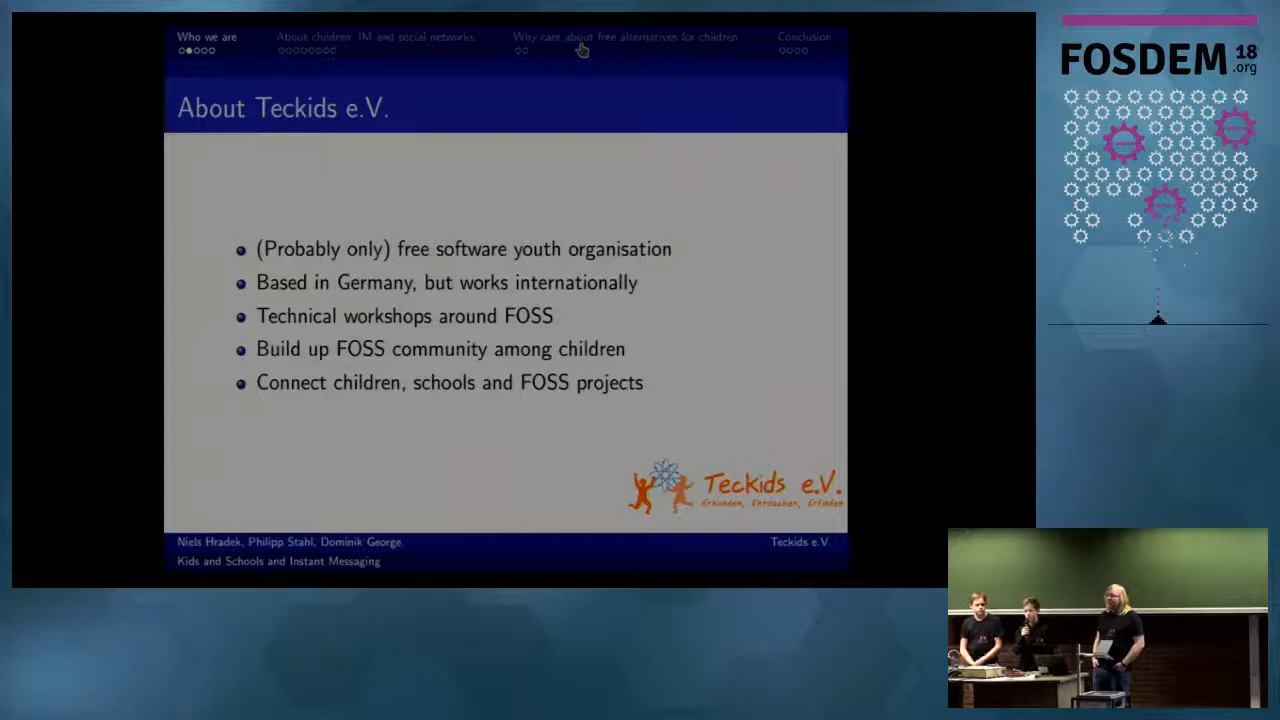 Who we are
About children, IM and social networks
Why care about free alternatives for children
Conclusion
About Teckids e.V.
(Probably only) free software youth organisation
Based in Germany, but works internationally
Technical workshops around FOSS
Build up FOSS community among children
Connect children, schools and FOSS projects
Teckids e.V.
Erkunden, Entdecken, Erfinden
Niels Hradek, Philipp Stahl, Dominik George
Teckids e.V.
Kids and Schools and Instant Messaging
FOSDEM 18
.org